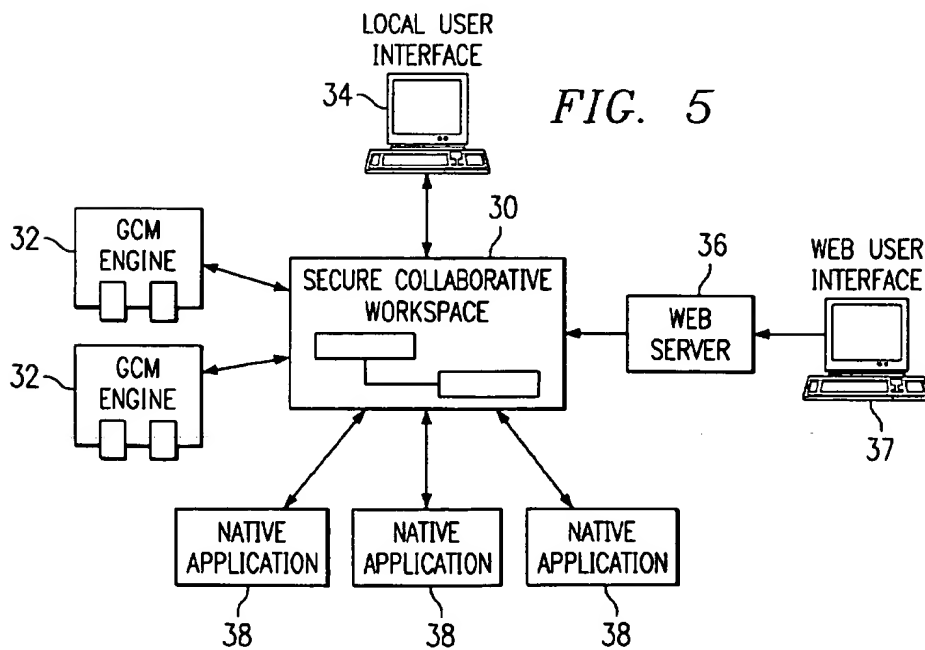 LOCAL USER
INTERFACE
34
FIG. 5
30
32
GCM
ENGINE
SECURE COLLABORATIVE
WORKSPACE
36
WEB USER
INTERFACE
WEB
SERVER
32
GCM
ENGINE
37
NATIVE
APPLICATION
NATIVE
APPLICATION
NATIVE
APPLICATION
38
38
38